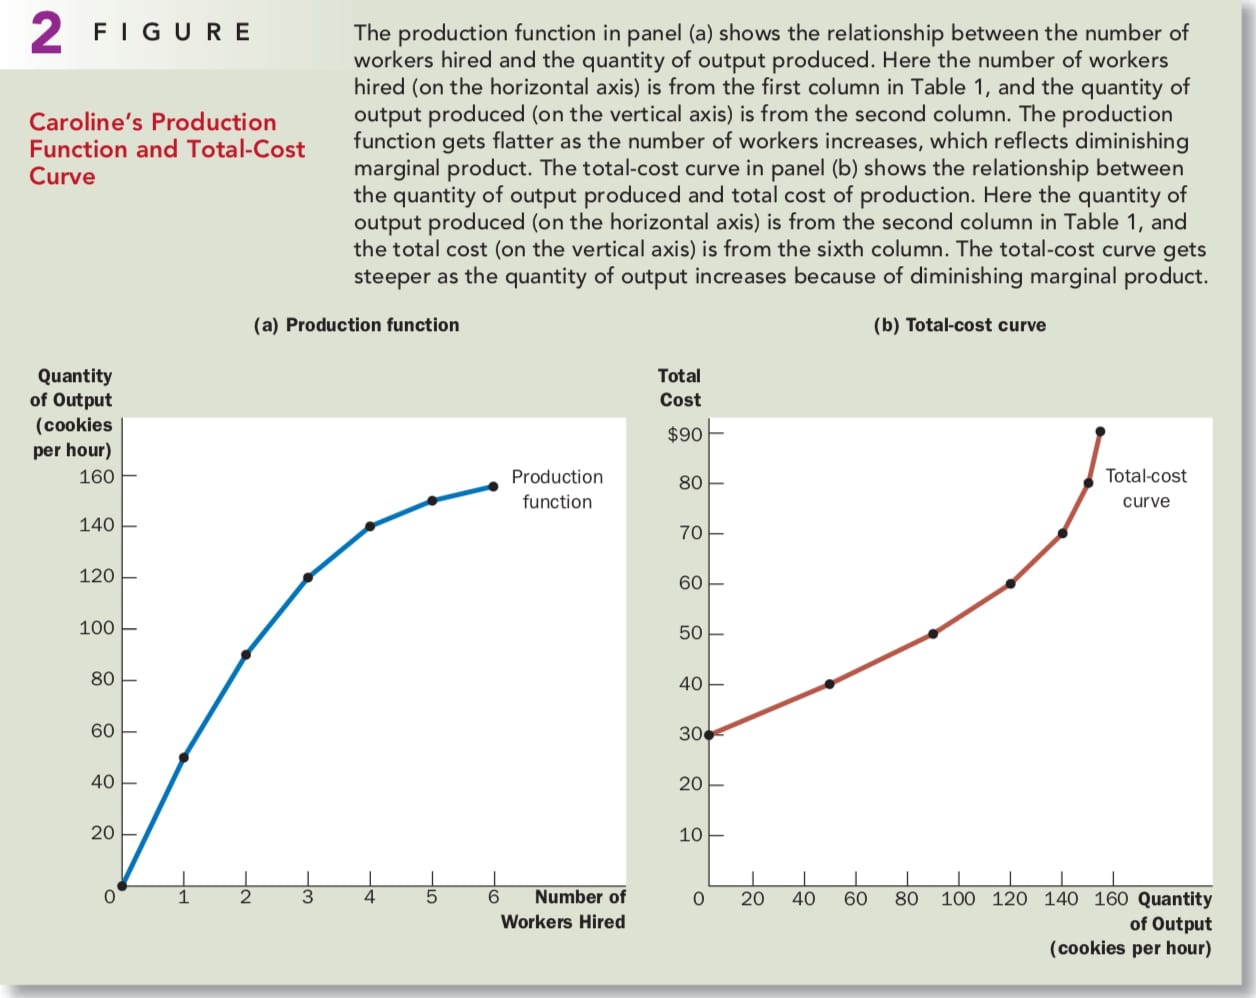 2 FIGURE
Caroline's Production
Function and Total-Cost
Curve
The production function in panel (a) shows the relationship between the number of
workers hired and the quantity of output produced. Here the number of workers
hired (on the horizontal axis) is from the first column in Table 1, and the quantity of
output produced (on the vertical axis) is from the second column. The production
function gets flatter as the number of workers increases, which reflects diminishing
marginal product. The total-cost curve in panel (b) shows the relationship between
the quantity of output produced and total cost of production. Here the quantity of
output produced (on the horizontal axis) is from the second column in Table 1, and
the total cost (on the vertical axis) is from the sixth column. The total-cost curve gets
steeper as the quantity of output increases because of diminishing marginal product.
(a) Production function
Quantity
of Output
(cookies
per hour)
160
140
120
100
80
60
40
20
0 1 2 3 4 5 6
Number of
Workers Hired
Production
function
(b) Total-cost curve
Total
Cost
$90
80
70
60
50
40
30
20
10
0 20 40 60 80 100 120 140 160
Quantity
of Output
(cookies per hour)
Total-cost
curve